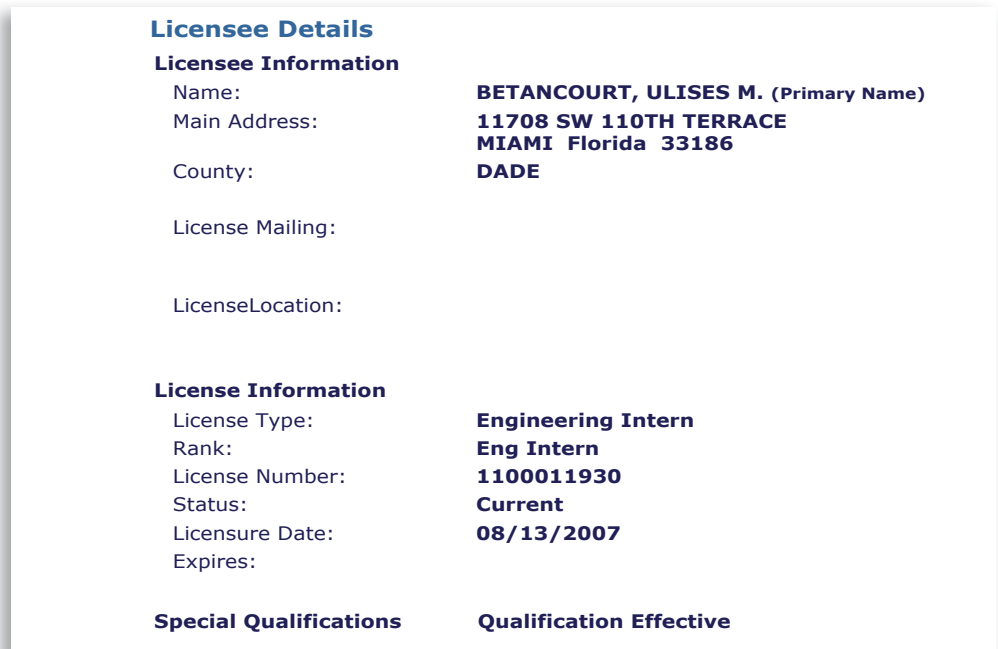 Licensee Details
Licensee Information
Name: BETANCOURT, ULISES M. (Primary Name)
Main Address: 11708 SW 110TH TERRACE
MIAMI Florida 33186
County: DADE
License Mailing:
LicenseLocation:
License Information
License Type: Engineering Intern
Rank: Eng Intern
License Number: 1100011930
Status: Current
Licensure Date: 08/13/2007
Expires:
Special Qualifications Qualification Effective